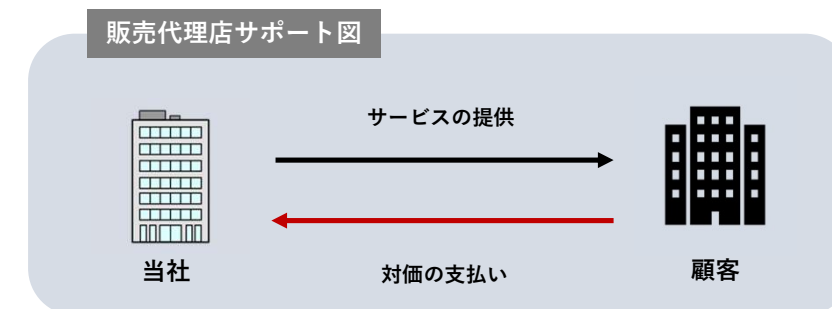 販売代理店サポート図
サービスの提供
当社
対価の支払い
顧客